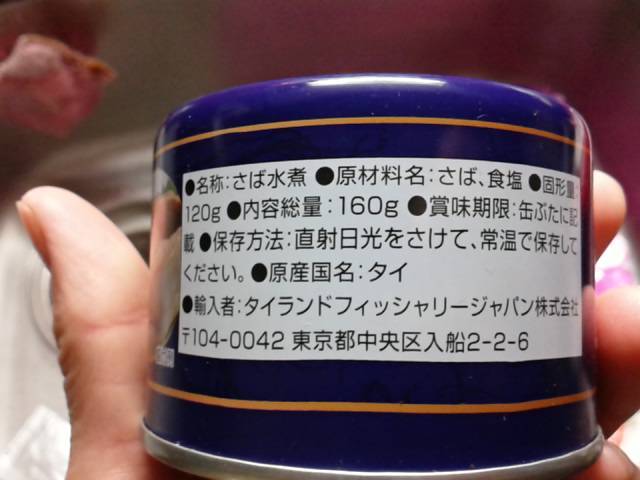 ●名称:さば水煮 ●原材料名:さば、食塩 ●固形量:
120g ●内容総量:160g ●賞味期限:缶ぶたに記
載 ●保存方法:直射日光をさけて、常温で保存して
ください。 ●原産国名:タイ
●輸入者:タイランドフィッシャリージャパン株式会社
〒104-0042 東京都中央区入船2-2-6